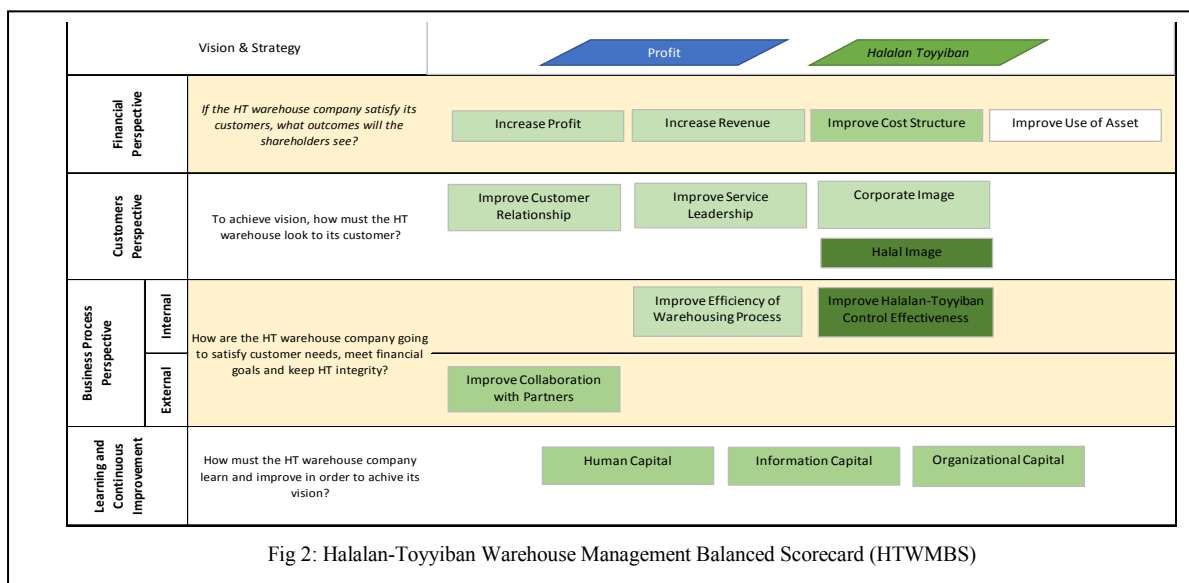 Vision & Strategy
Profit
Halalan Toyyiban
Financial
Perspective
If the HT warehouse company satisfy its
customers, what outcomes will the
shareholders see?
Increase Profit
Increase Revenue
Improve Cost Structure
Improve Use of Asset
Customers
Perspective
To achieve vision, how must the HT
warehouse look to its customer?
Improve Customer
Relationship
Improve Service
Leadership
Corporate Image
Halal Image
Business Process
Perspective
Internal
External
How are the HT warehouse company going
to satisfy customer needs, meet financial
goals and keep HT integrity?
Improve Efficiency of
Warehousing Process
Improve Halalan-Toyyiban
Control Effectiveness
Improve Collaboration
with Partners
Learning and
Continuous
Improvement
How must the HT warehouse company
learn and improve in order to achive its
vision?
Human Capital
Information Capital
Organizational Capital
Fig 2: Halalan-Toyyiban Warehouse Management Balanced Scorecard (HTWMBS)